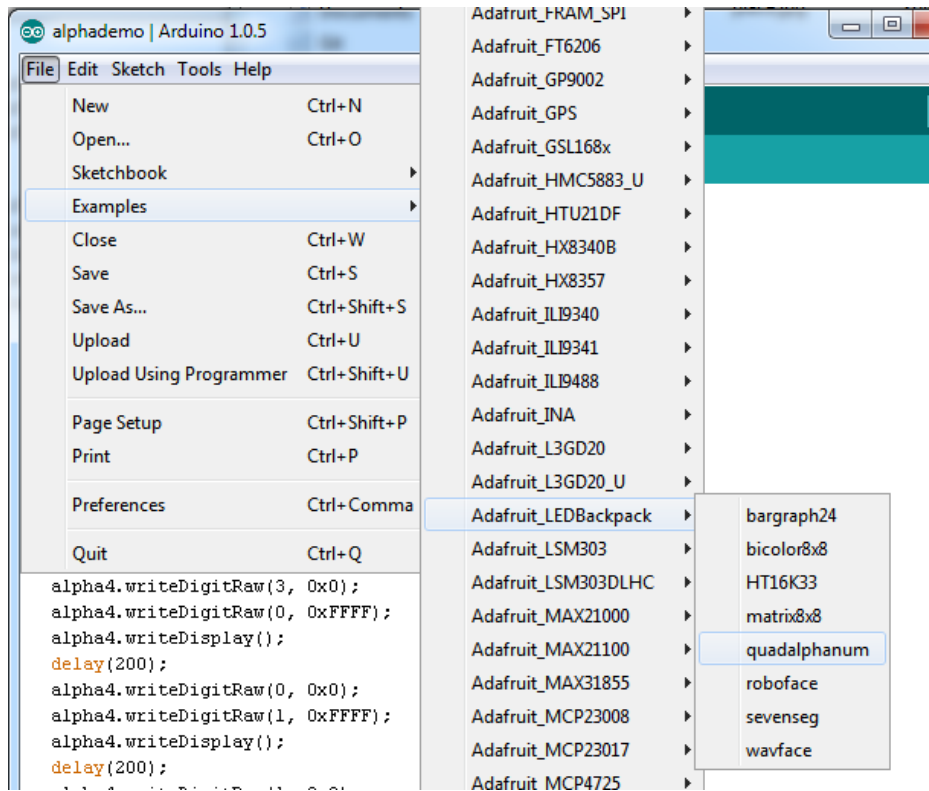 alphademo | Arduino 1.0.5
File Edit Sketch Tools Help
New Ctrl+N
Open... Ctrl+O
Sketchbook
Examples
Close Ctrl+W
Save Ctrl+S
Save As... Ctrl+Shift+S
Upload Ctrl+U
Upload Using Programmer Ctrl+Shift+U
Page Setup Ctrl+Shift+P
Print Ctrl+P
Preferences Ctrl+Comma
Quit Ctrl+Q
alpha4.writeDigitRaw(3, 0x0);
alpha4.writeDigitRaw(0, 0xFFFF);
alpha4.writeDisplay();
delay(200);
alpha4.writeDigitRaw(0, 0x0);
alpha4.writeDigitRaw(1, 0xFFFF);
alpha4.writeDisplay();
delay(200);
Adafruit_FRAM_SPI
Adafruit_FT6206
Adafruit_GP9002
Adafruit_GPS
Adafruit_GSL168x
Adafruit_HMC5883_U
Adafruit_HTU21DF
Adafruit_HX8340B
Adafruit_HX8357
Adafruit_ILI9340
Adafruit_ILI9341
Adafruit_ILI9488
Adafruit_INA
Adafruit_L3GD20
Adafruit_L3GD20_U
Adafruit_LEDBackpack
Adafruit_LSM303
Adafruit_LSM303DLHC
Adafruit_MAX21000
Adafruit_MAX21100
Adafruit_MAX31855
Adafruit_MCP23008
Adafruit_MCP23017
Adafruit_MCP4725
bargraph24
bicolor8x8
HT16K33
matrix8x8
quadalphanum
roboface
sevenseg
wavface